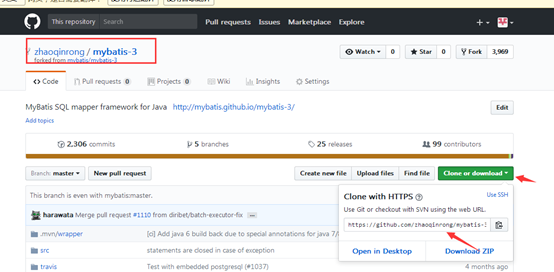 This repository Search Pull requests Issues Marketplace Explore
zhaoqinrong / mybatis-3
forked from mybatis/mybatis-3
Watch 0 Star 0 Fork 3,969
Code Pull requests 0 Projects 0 Wiki Insights Settings
MyBatis SQL mapper framework for Java http://mybatis.github.io/mybatis-3/ Edit
Add topics
2,306 commits 5 branches 25 releases 99 contributors
Branch: master New pull request Create new file Upload files Find file Clone or download
This branch is even with mybatis:master.
Clone with HTTPS Use SSH
harawata Merge pull request #1110 from diribet/batch-executor-fix
Use Git or checkout with SVN using the web URL.
.mvn/wrapper [o] Add java 6 build back due to special annotations for java 7/
https://github.com/zhaoqinrong/mybatis-3
src statements are closed in case of exception
travis Test with embedded postgresql (#1037)
Open in Desktop Download ZIP